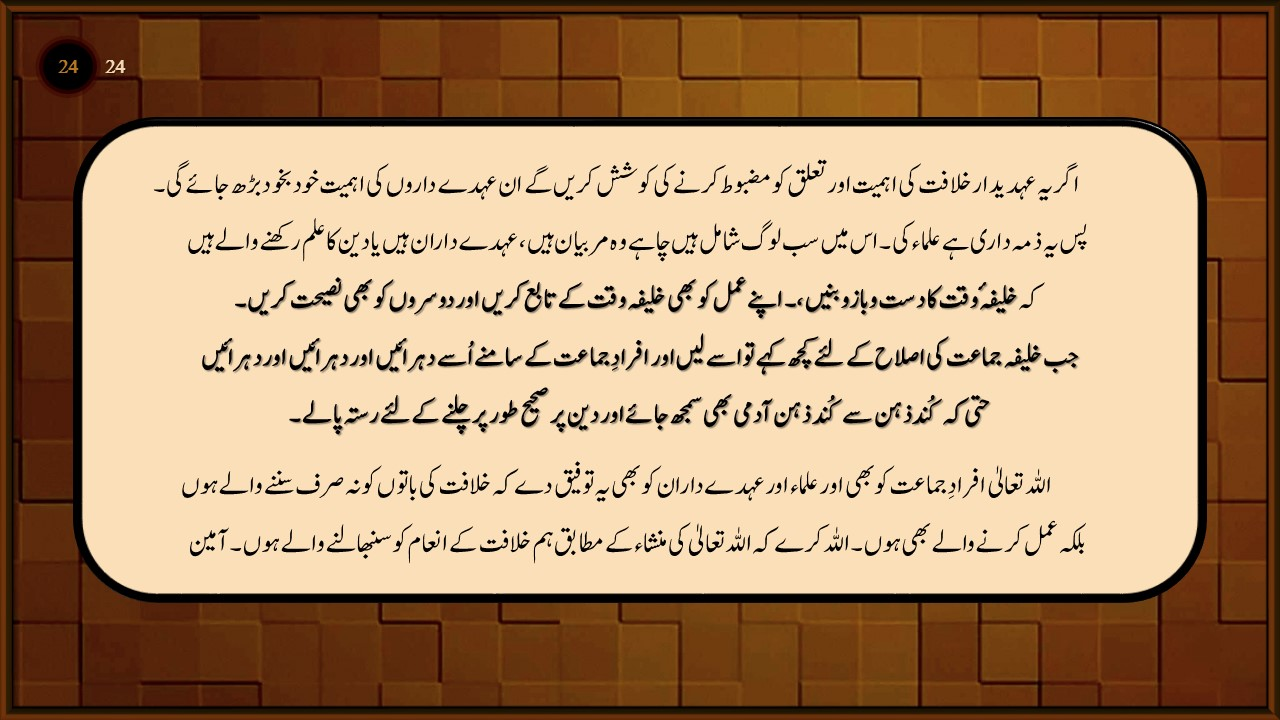 24 24
اگر یہ عہدیدار خلافت کی اہمیت اور تعلق کو مضبوط کرنے کی کوشش کریں گے ان عہدے داروں کی اہمیت خود بخود بڑھ جائے گی۔
پس یہ ذمہ داری ہے علماء کی۔ اس میں سب لوگ شامل ہیں چاہے وہ مربیان ہیں، عہدے داران ہیں یا دین کا علم رکھنے والے ہیں
کہ خلیفۂ وقت کا دست و بازو بنیں،۔ اپنے عمل کو بھی خلیفہ وقت کے تابع کریں اور دوسروں کو بھی نصیحت کریں۔
جب خلیفہ جماعت کی اصلاح کے لئے کچھ کہے تو اسے لیں اور افرادِ جماعت کے سامنے اُسے دہرائیں اور دہرائیں اور دہرائیں
حتی کہ کُند ذہن سے کُند ذہن آدمی بھی سمجھ جائے اور دین پر صحیح طور پر چلنے کے لئے رستہ پالے۔
اللہ تعالیٰ افرادِ جماعت کو بھی اور علماء اور عہدے داران کو بھی یہ توفیق دے کہ خلافت کی باتوں کو نہ صرف سننے والے ہوں
بلکہ عمل کرنے والے بھی ہوں۔ اللہ کرے کہ اللہ تعالیٰ کی منشاء کے مطابق ہم خلافت کے انعام کو سنبھالنے والے ہوں۔ آمین